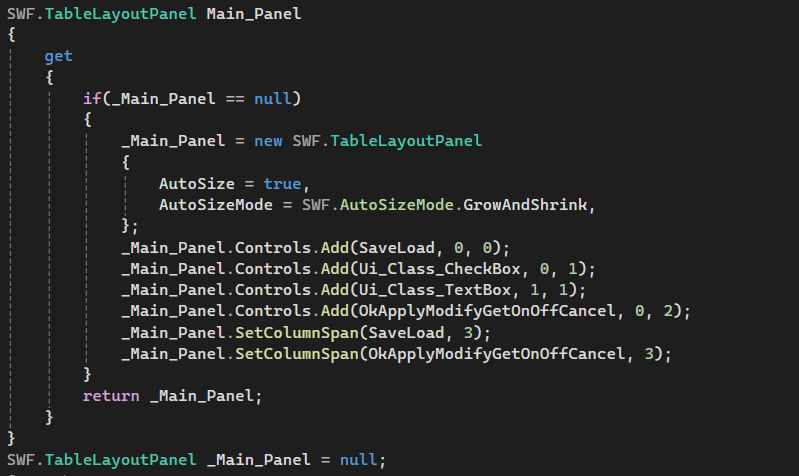 SWF.TableLayoutPanel Main_Panel
{
    get
    {
        if(_Main_Panel == null)
        {
            _Main_Panel = new SWF.TableLayoutPanel
            {
                AutoSize = true,
                AutoSizeMode = SWF.AutoSizeMode.GrowAndShrink,
            };
            _Main_Panel.Controls.Add(SaveLoad, 0, 0);
            _Main_Panel.Controls.Add(Ui_Class_CheckBox, 0, 1);
            _Main_Panel.Controls.Add(Ui_Class_TextBox, 1, 1);
            _Main_Panel.Controls.Add(OkApplyModifyGetOnOffCancel, 0, 2);
            _Main_Panel.SetColumnSpan(SaveLoad, 3);
            _Main_Panel.SetColumnSpan(OkApplyModifyGetOnOffCancel, 3);
        }
        return _Main_Panel;
    }
}
SWF.TableLayoutPanel _Main_Panel = null;